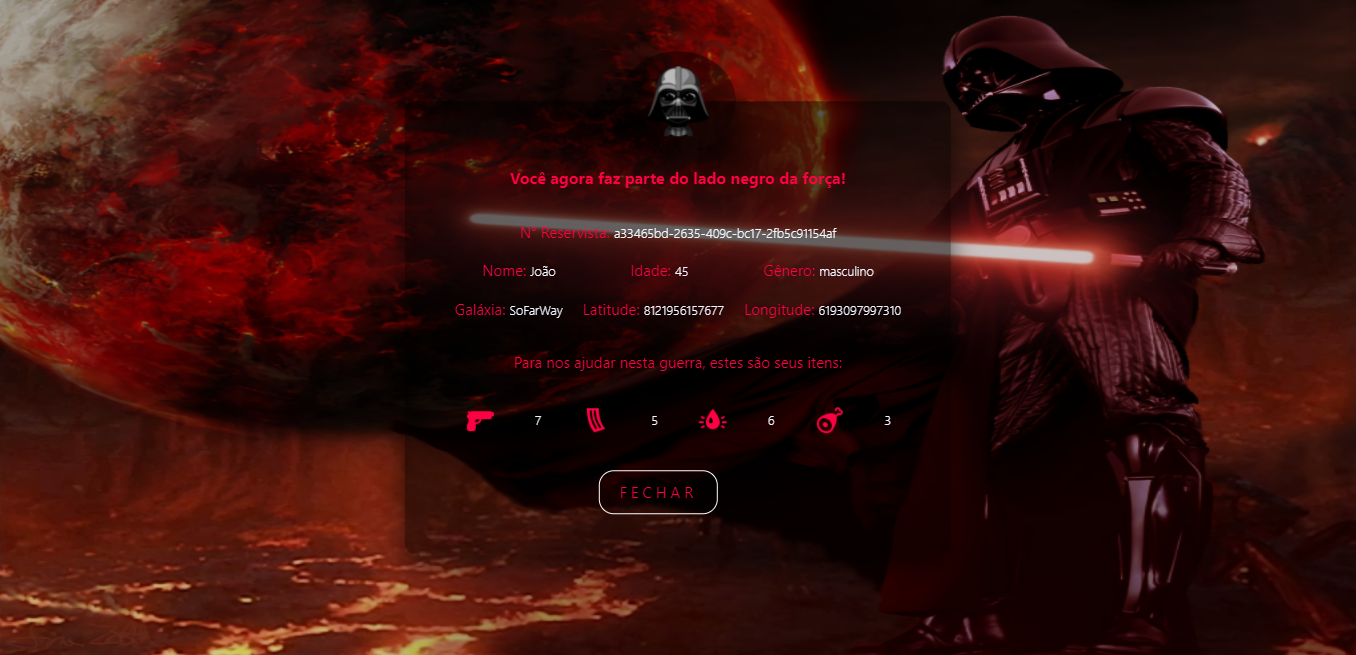 Você agora faz parte do lado negro da força!
N° Reservista: a33465bd-2635-409c-bc17-2fb5c91154af
Nome: João Idade: 45 Gênero: masculino
Galáxia: SoFarWay Latitude: 8121956157677 Longitude: 6193097997310
Para nos ajudar nesta guerra, estes são seus itens:
7 5 6 3
FECHAR